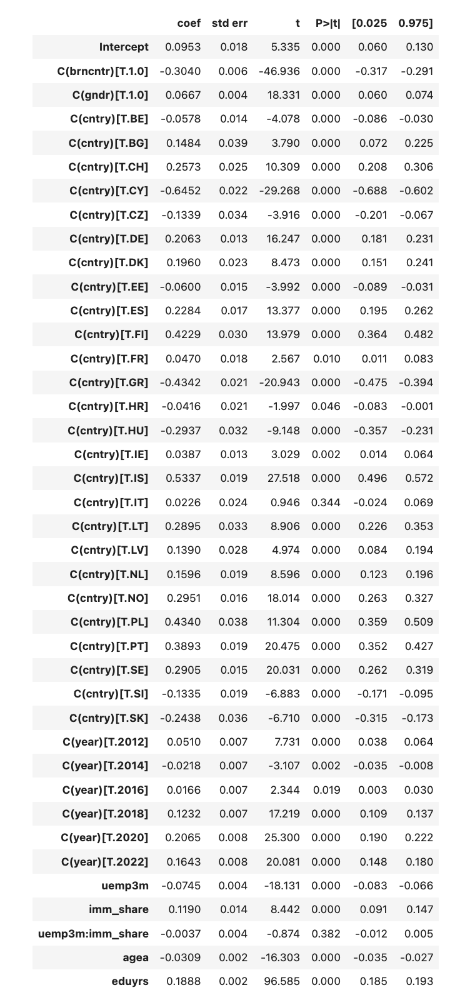 coef std err t P>|t| [0.025 0.975]
Intercept 0.0953 0.018 5.335 0.000 0.060 0.130
C(brncntr)[T.1.0] -0.3040 0.006 -46.936 0.000 -0.317 -0.291
C(gndr)[T.1.0] 0.0667 0.004 18.331 0.000 0.060 0.074
C(cntry)[T.BE] -0.0578 0.014 -4.078 0.000 -0.086 -0.030
C(cntry)[T.BG] 0.1484 0.039 3.790 0.000 0.072 0.225
C(cntry)[T.CH] 0.2573 0.025 10.309 0.000 0.208 0.306
C(cntry)[T.CY] -0.6452 0.022 -29.268 0.000 -0.688 -0.602
C(cntry)[T.CZ] -0.1339 0.034 -3.916 0.000 -0.201 -0.067
C(cntry)[T.DE] 0.2063 0.013 16.247 0.000 0.181 0.231
C(cntry)[T.DK] 0.1960 0.023 8.473 0.000 0.151 0.241
C(cntry)[T.EE] -0.0600 0.015 -3.992 0.000 -0.089 -0.031
C(cntry)[T.ES] 0.2284 0.017 13.377 0.000 0.195 0.262
C(cntry)[T.FI] 0.4229 0.030 13.979 0.000 0.364 0.482
C(cntry)[T.FR] 0.0470 0.018 2.567 0.010 0.011 0.083
C(cntry)[T.GR] -0.4342 0.021 -20.943 0.000 -0.475 -0.394
C(cntry)[T.HR] -0.0416 0.021 -1.997 0.046 -0.083 -0.001
C(cntry)[T.HU] -0.2937 0.032 -9.148 0.000 -0.357 -0.231
C(cntry)[T.IE] 0.0387 0.013 3.029 0.002 0.014 0.064
C(cntry)[T.IS] 0.5337 0.019 27.518 0.000 0.496 0.572
C(cntry)[T.IT] 0.0226 0.024 0.946 0.344 -0.024 0.069
C(cntry)[T.LT] 0.2895 0.033 8.906 0.000 0.226 0.353
C(cntry)[T.LV] 0.1390 0.028 4.974 0.000 0.084 0.194
C(cntry)[T.NL] 0.1596 0.019 8.596 0.000 0.123 0.196
C(cntry)[T.NO] 0.2951 0.016 18.014 0.000 0.263 0.327
C(cntry)[T.PL] 0.4340 0.038 11.304 0.000 0.359 0.509
C(cntry)[T.PT] 0.3893 0.019 20.475 0.000 0.352 0.427
C(cntry)[T.SE] 0.2905 0.015 20.031 0.000 0.262 0.319
C(cntry)[T.SI] -0.1335 0.019 -6.883 0.000 -0.171 -0.095
C(cntry)[T.SK] -0.2438 0.036 -6.710 0.000 -0.315 -0.173
C(year)[T.2012] 0.0510 0.007 7.731 0.000 0.038 0.064
C(year)[T.2014] -0.0218 0.007 -3.107 0.002 -0.035 -0.008
C(year)[T.2016] 0.0166 0.007 2.344 0.019 0.003 0.030
C(year)[T.2018] 0.1232 0.007 17.219 0.000 0.109 0.137
C(year)[T.2020] 0.2065 0.008 25.300 0.000 0.190 0.222
C(year)[T.2022] 0.1643 0.008 20.081 0.000 0.148 0.180
uemp3m -0.0745 0.004 -18.131 0.000 -0.083 -0.066
imm_share 0.1190 0.014 8.442 0.000 0.091 0.147
uemp3m:imm_share -0.0037 0.004 -0.874 0.382 -0.012 0.005
agea -0.0309 0.002 -16.303 0.000 -0.035 -0.027
eduyrs 0.1888 0.002 96.585 0.000 0.185 0.193